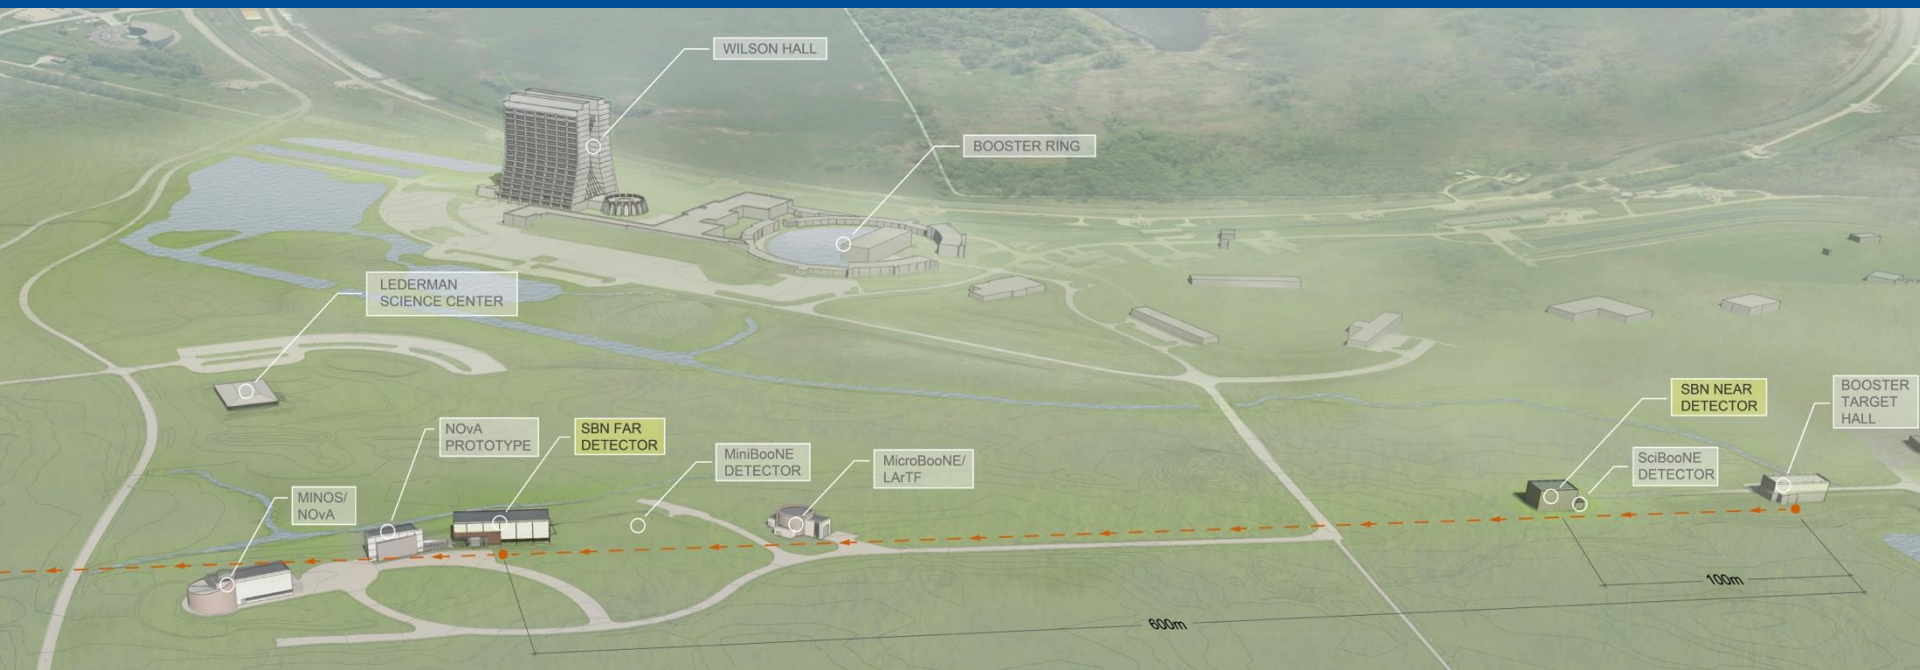 WILSON HALL
BOOSTER RING
LEDERMAN
SCIENCE CENTER
SBN NEAR
DETECTOR
BOOSTER
TARGET
HALL
NOvA
PROTOTYPE
SBN FAR
DETECTOR
MiniBooNE
DETECTOR
MicroBooNE/
LArTF
SciBooNE
DETECTOR
MINOS/
NOvA
100m
600m